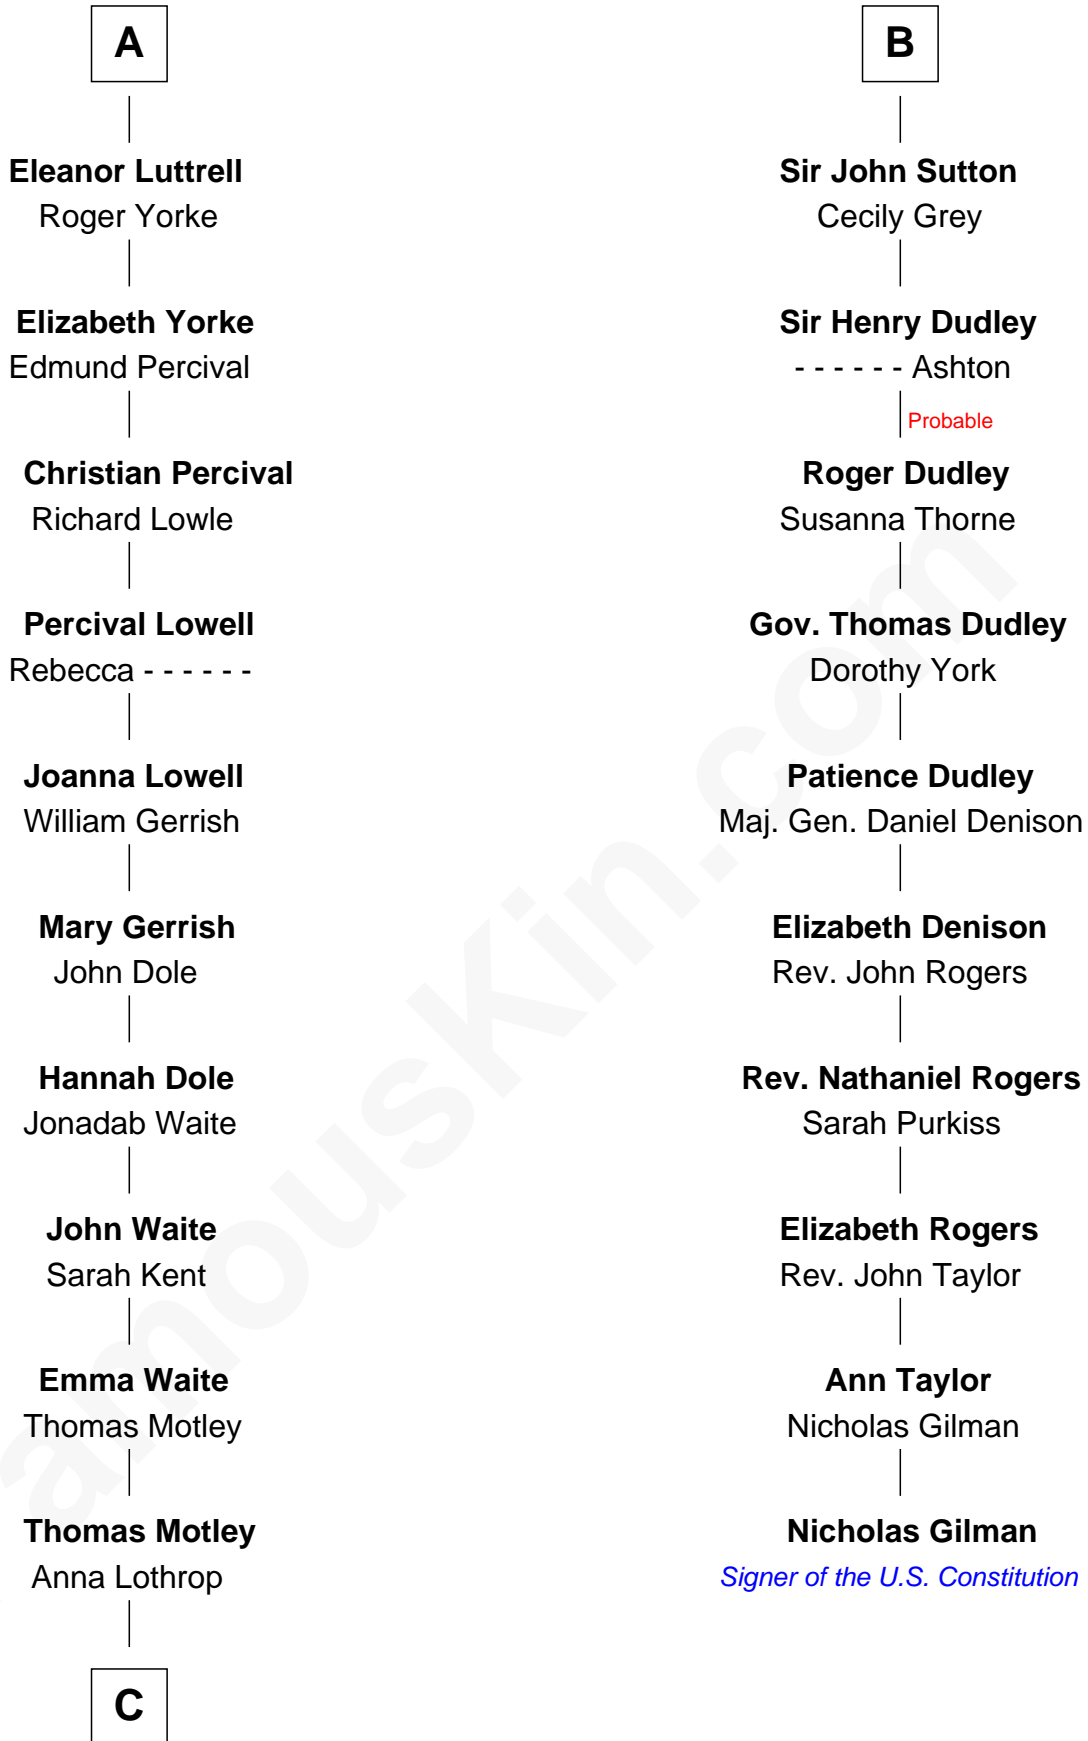 A
Eleanor Luttrell
Roger Yorke
Elizabeth Yorke
Edmund Percival
Christian Percival
Richard Lowle
Percival Lowell
Rebecca - - - - - -
Joanna Lowell
William Gerrish
Mary Gerrish
John Dole
Hannah Dole
Jonadab Waite
John Waite
Sarah Kent
Emma Waite
Thomas Motley
Thomas Motley
Anna Lothrop
C
B
Sir John Sutton
Cecily Grey
Sir Henry Dudley
- - - - - - Ashton
Probable
Roger Dudley
Susanna Thorne
Gov. Thomas Dudley
Dorothy York
Patience Dudley
Maj. Gen. Daniel Denison
Elizabeth Denison
Rev. John Rogers
Rev. Nathaniel Rogers
Sarah Purkiss
Elizabeth Rogers
Rev. John Taylor
Ann Taylor
Nicholas Gilman
Nicholas Gilman
Signer of the U.S. Constitution
amousKin.com